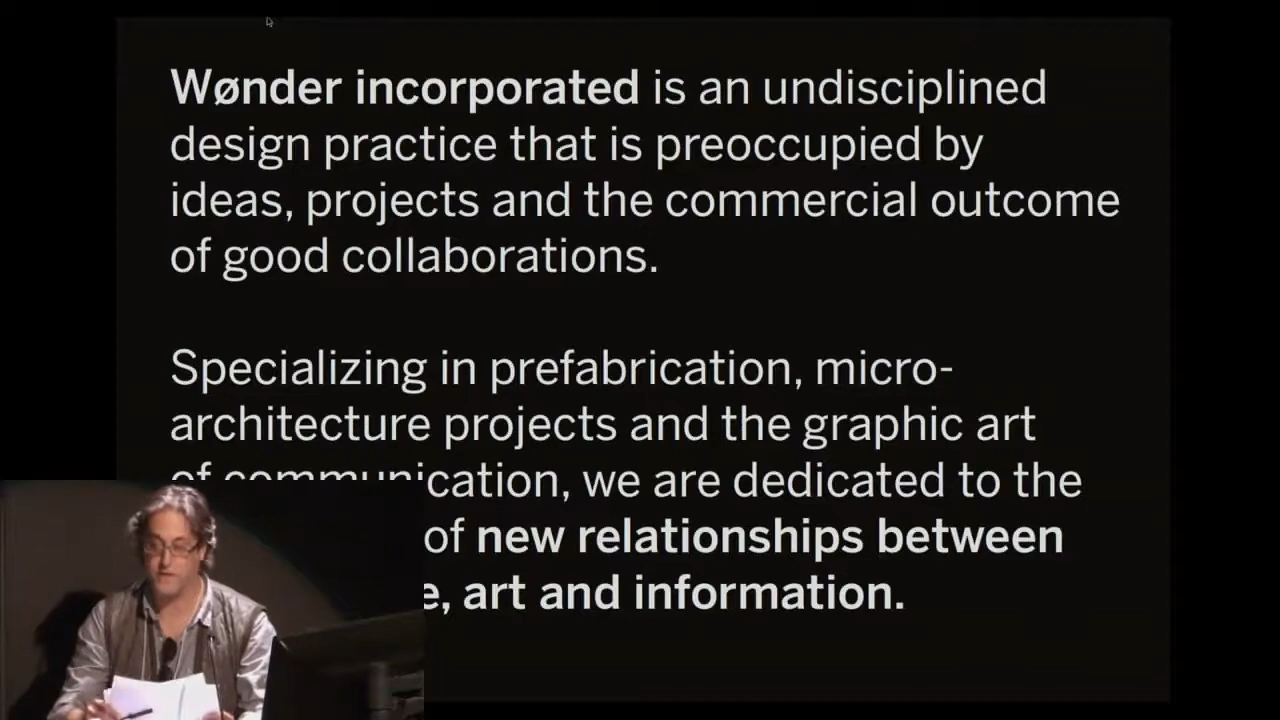 Wønder incorporated is an undisciplined
design practice that is preoccupied by
ideas, projects and the commercial outcome
of good collaborations.
Specializing in prefabrication, micro-
architecture projects and the graphic art
of communication, we are dedicated to the
of new relationships between
e, art and information.